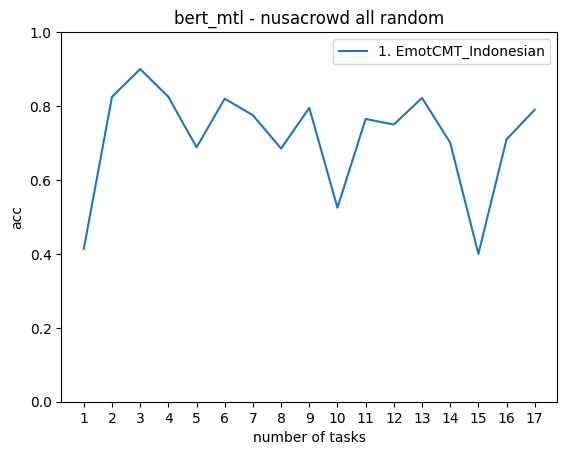 bert_mtl - nusacrowd all random
1. EmotCMT_Indonesian
1.0
0.8
0.6
0.4
0.2
0.0
acc
1 2 3 4 5 6 7 8 9 10 11 12 13 14 15 16 17
number of tasks